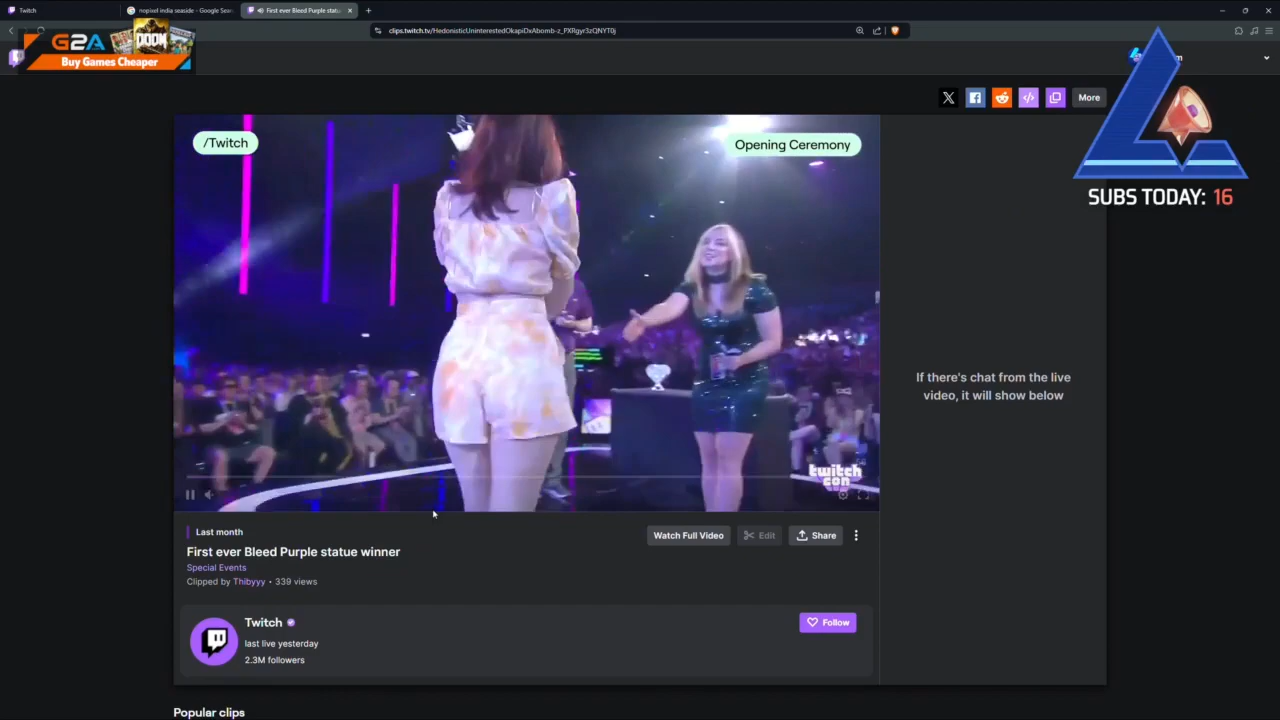 Twitch
nopixel india seaside - Google Sear
First ever Bleed Purple statu
clips.twitch.tv/HedonisticUninterestedOkapiDxAbomb-z_FXRgyr3zQNYT0j
G2A
DOOM
Buy Games Cheaper
More
/Twitch
Opening Ceremony
SUBS TODAY: 16
If there's chat from the live
video, it will show below
twitch
con
Last month
Watch Full Video
Edit
Share
First ever Bleed Purple statue winner
Special Events
Clipped by Thibyyy • 339 views
Twitch
Follow
last live yesterday
2.3M followers
Popular clips